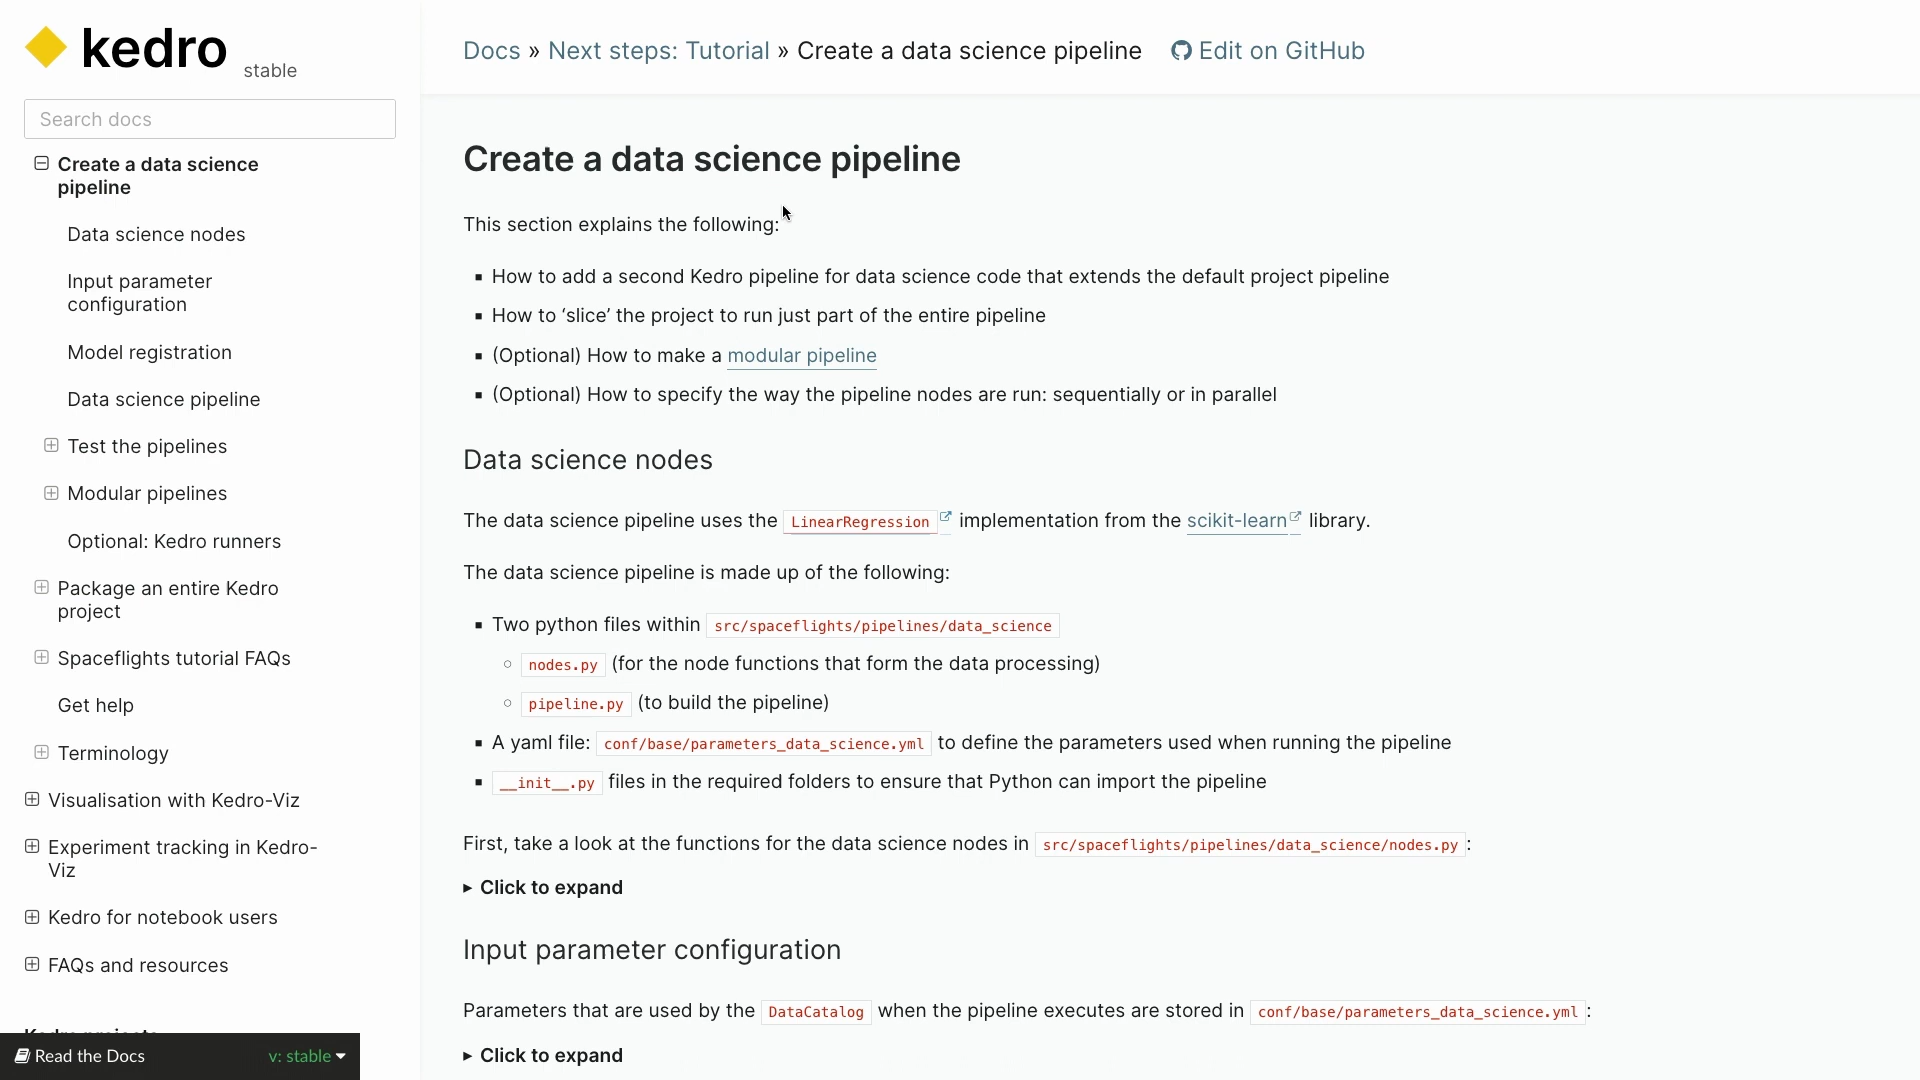 kedro
stable
Search docs
Create a data science
pipeline
Data science nodes
Input parameter
configuration
Model registration
Data science pipeline
Test the pipelines
Modular pipelines
Optional: Kedro runners
Package an entire Kedro
project
Spaceflights tutorial FAQs
Get help
Terminology
Visualisation with Kedro-Viz
Experiment tracking in Kedro-
Viz
Kedro for notebook users
FAQs and resources
Kedro projects
Read the Docs v: stable
Docs » Next steps: Tutorial » Create a data science pipeline Edit on GitHub
Create a data science pipeline
This section explains the following:
How to add a second Kedro pipeline for data science code that extends the default project pipeline
How to ‘slice’ the project to run just part of the entire pipeline
(Optional) How to make a modular pipeline
(Optional) How to specify the way the pipeline nodes are run: sequentially or in parallel
Data science nodes
The data science pipeline uses the LinearRegression implementation from the scikit-learn library.
The data science pipeline is made up of the following:
Two python files within src/spaceflights/pipelines/data_science
nodes.py (for the node functions that form the data processing)
pipeline.py (to build the pipeline)
A yaml file: conf/base/parameters_data_science.yml to define the parameters used when running the pipeline
__init__.py files in the required folders to ensure that Python can import the pipeline
First, take a look at the functions for the data science nodes in src/spaceflights/pipelines/data_science/nodes.py:
Click to expand
Input parameter configuration
Parameters that are used by the DataCatalog when the pipeline executes are stored in conf/base/parameters_data_science.yml:
Click to expand